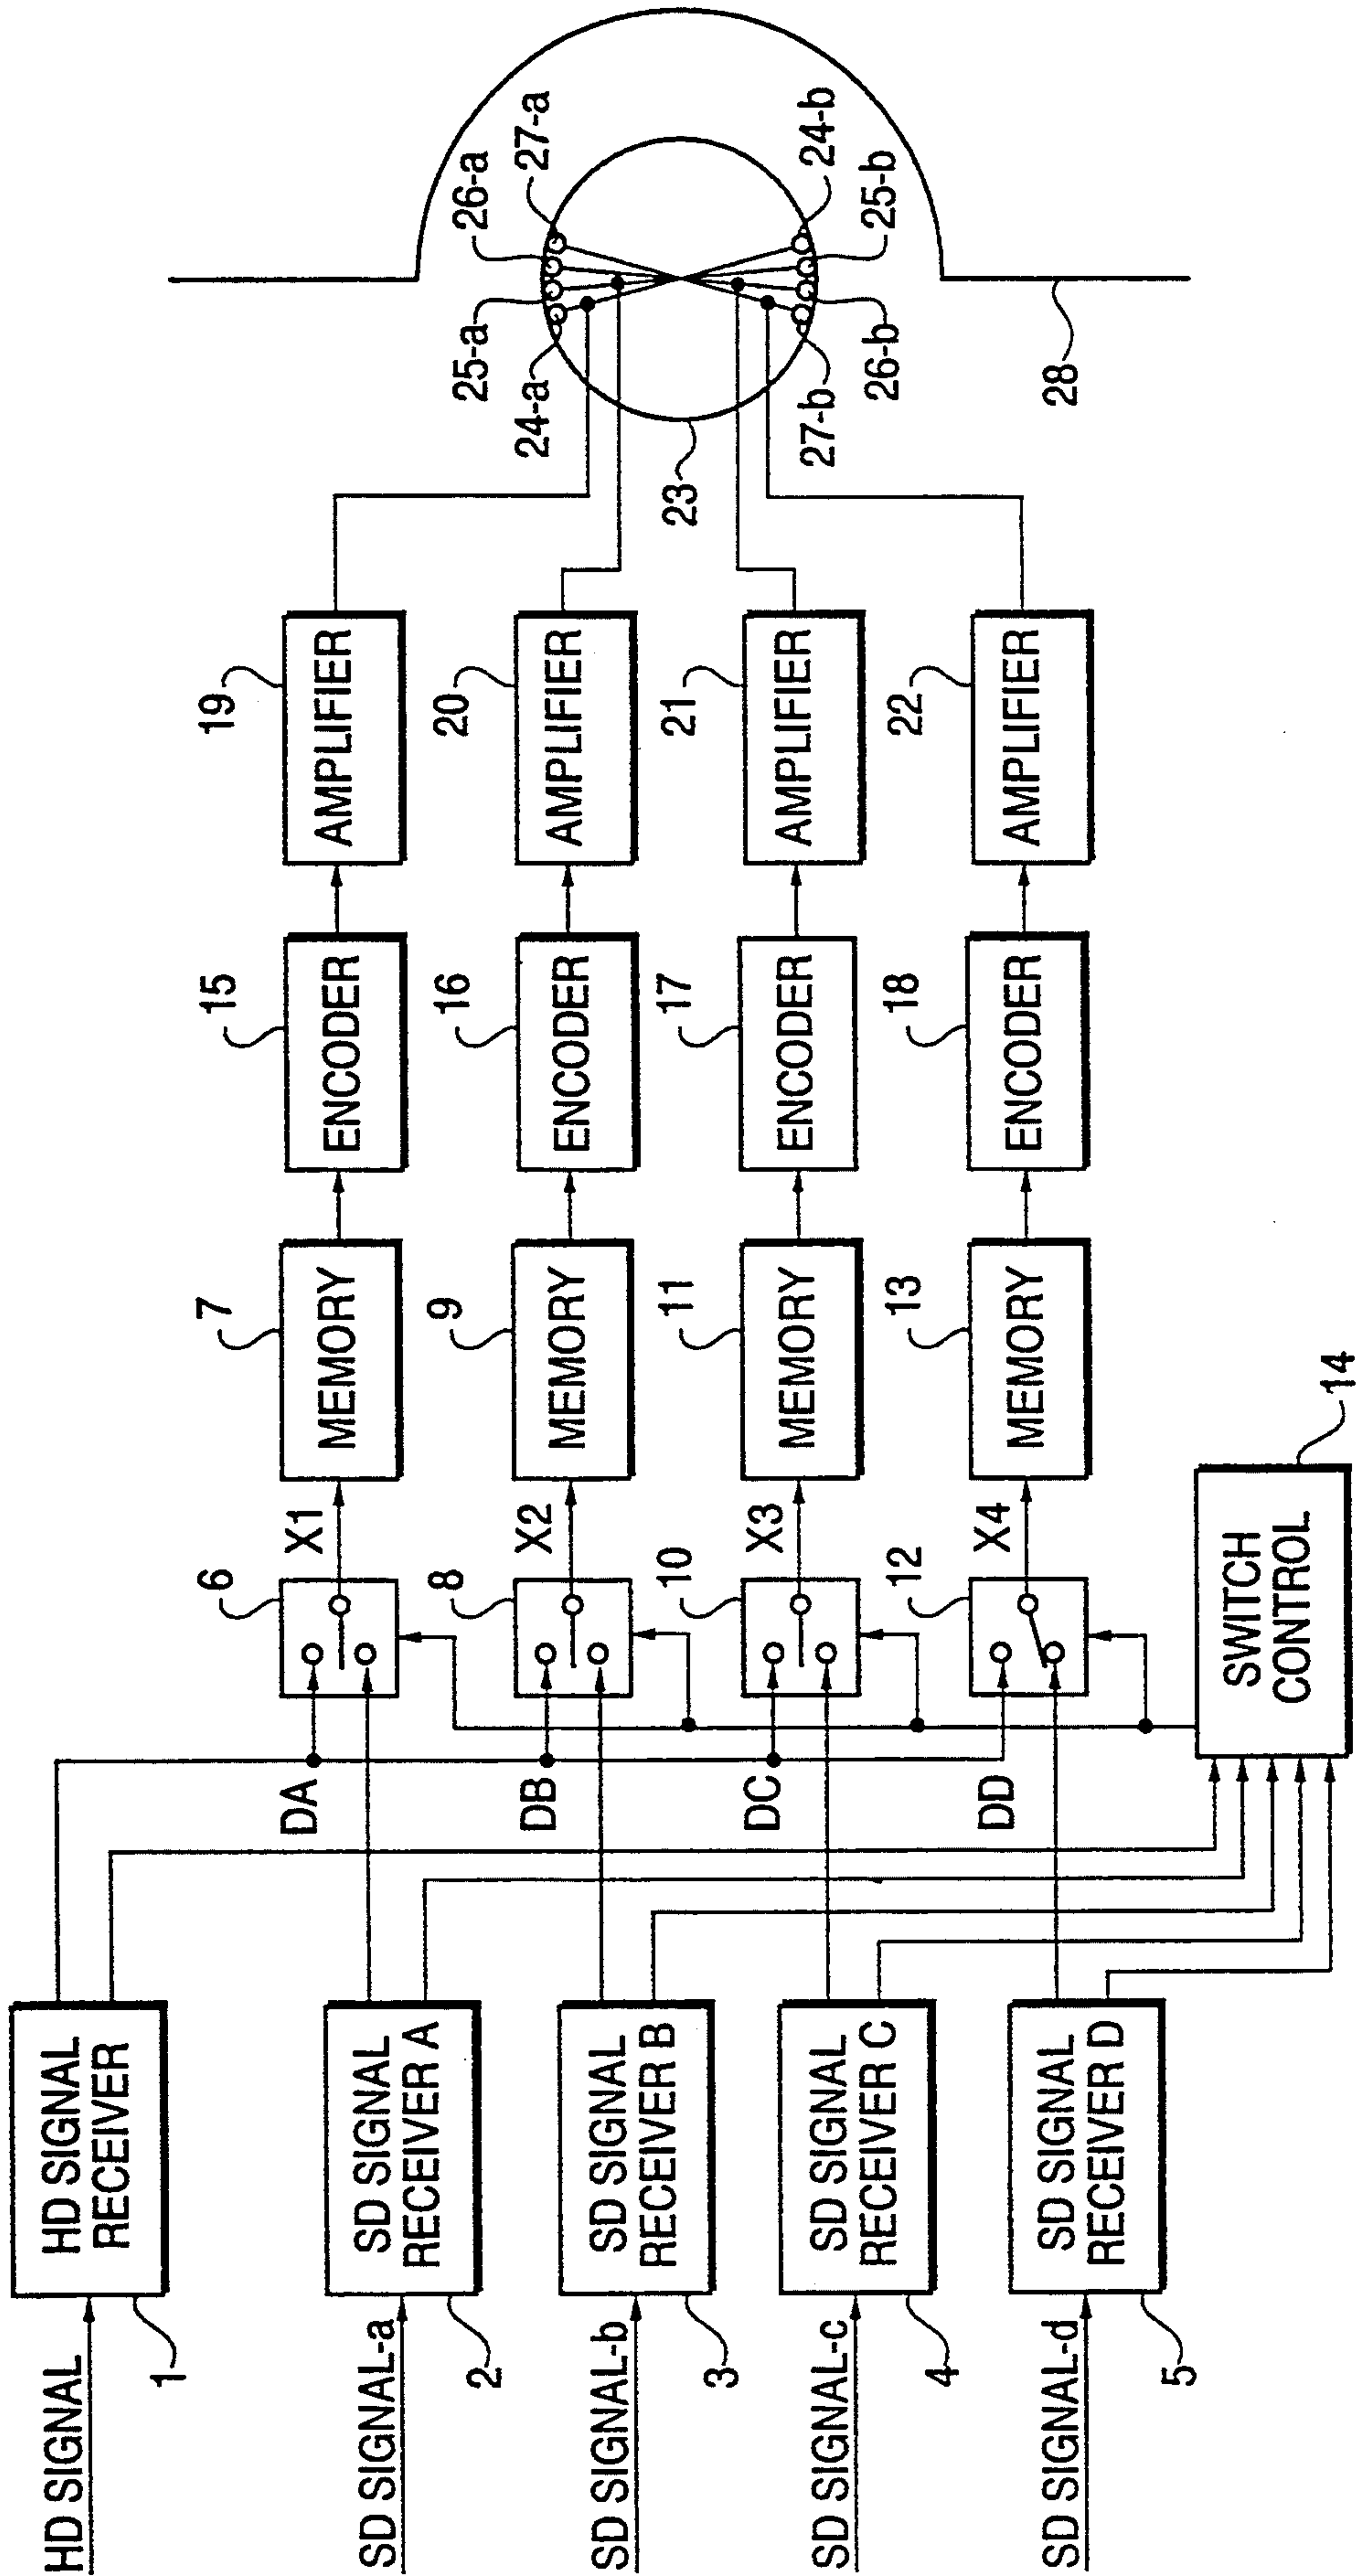 HD SIGNAL
HD SIGNAL
RECEIVER
1
SD SIGNAL-a
SD SIGNAL
RECEIVER A
2
SD SIGNAL-b
SD SIGNAL
RECEIVER B
3
SD SIGNAL-c
SD SIGNAL
RECEIVER C
4
SD SIGNAL-d
SD SIGNAL
RECEIVER D
5
DA
DB
DC
DD
6
X1
8
X2
10
X3
12
X4
SWITCH
CONTROL
14
7
MEMORY
9
MEMORY
11
MEMORY
13
MEMORY
15
ENCODER
16
ENCODER
17
ENCODER
18
ENCODER
19
AMPLIFIER
20
AMPLIFIER
21
AMPLIFIER
22
AMPLIFIER
23
24-a
25-a
26-a
27-a
24-b
25-b
26-b
27-b
28